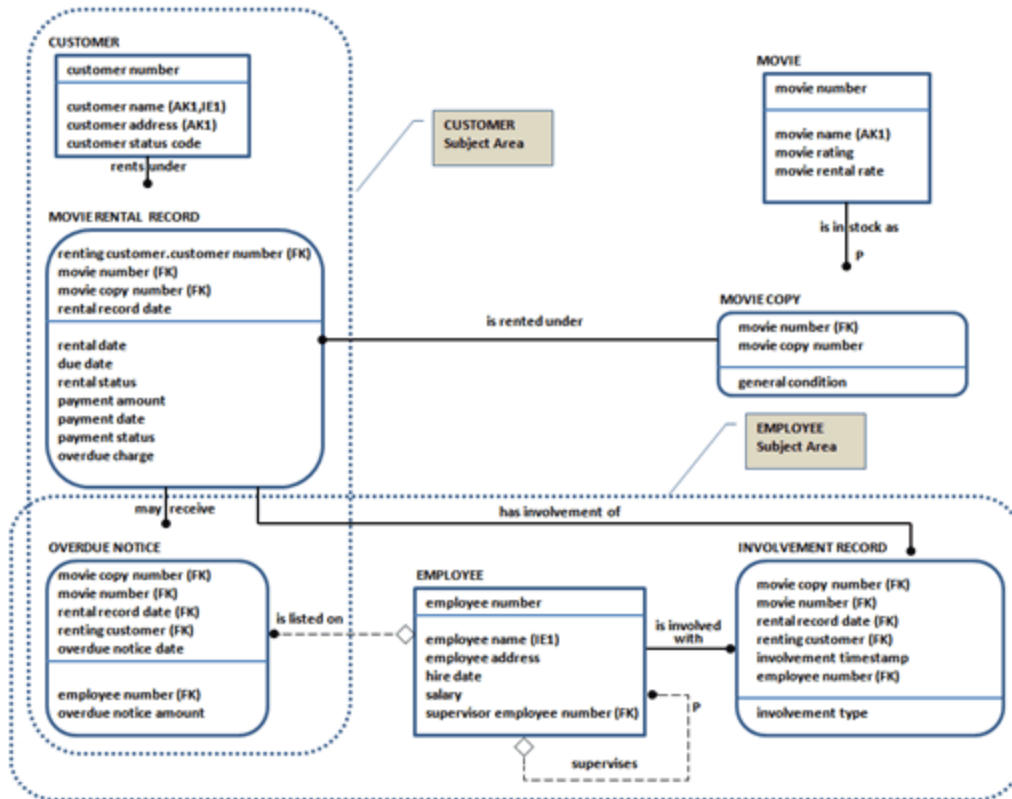 CUSTOMER
customer number
customer name (AK1,IE1)
customer address (AK1)
customer status code
rents under
CUSTOMER
Subject Area
MOVIE
movie number
movie name (AK1)
movie rating
movie rental rate
is in stock as
P
MOVIE RENTAL RECORD
renting customer.customer number (FK)
movie number (FK)
movie copy number (FK)
rental record date
rental date
due date
rental status
payment amount
payment date
payment status
overdue charge
is rented under
MOVIE COPY
movie number (FK)
movie copy number
general condition
EMPLOYEE
Subject Area
may receive
has involvement of
OVERDUE NOTICE
movie copy number (FK)
movie number (FK)
rental record date (FK)
renting customer (FK)
overdue notice date
employee number (FK)
overdue notice amount
is listed on
EMPLOYEE
employee number
employee name (IE1)
employee address
hire date
salary
supervisor employee number (FK)
P
supervises
is involved
with
INVOLVEMENT RECORD
movie copy number (FK)
movie number (FK)
rental record date (FK)
renting customer (FK)
involvement timestamp
employee number (FK)
involvement type